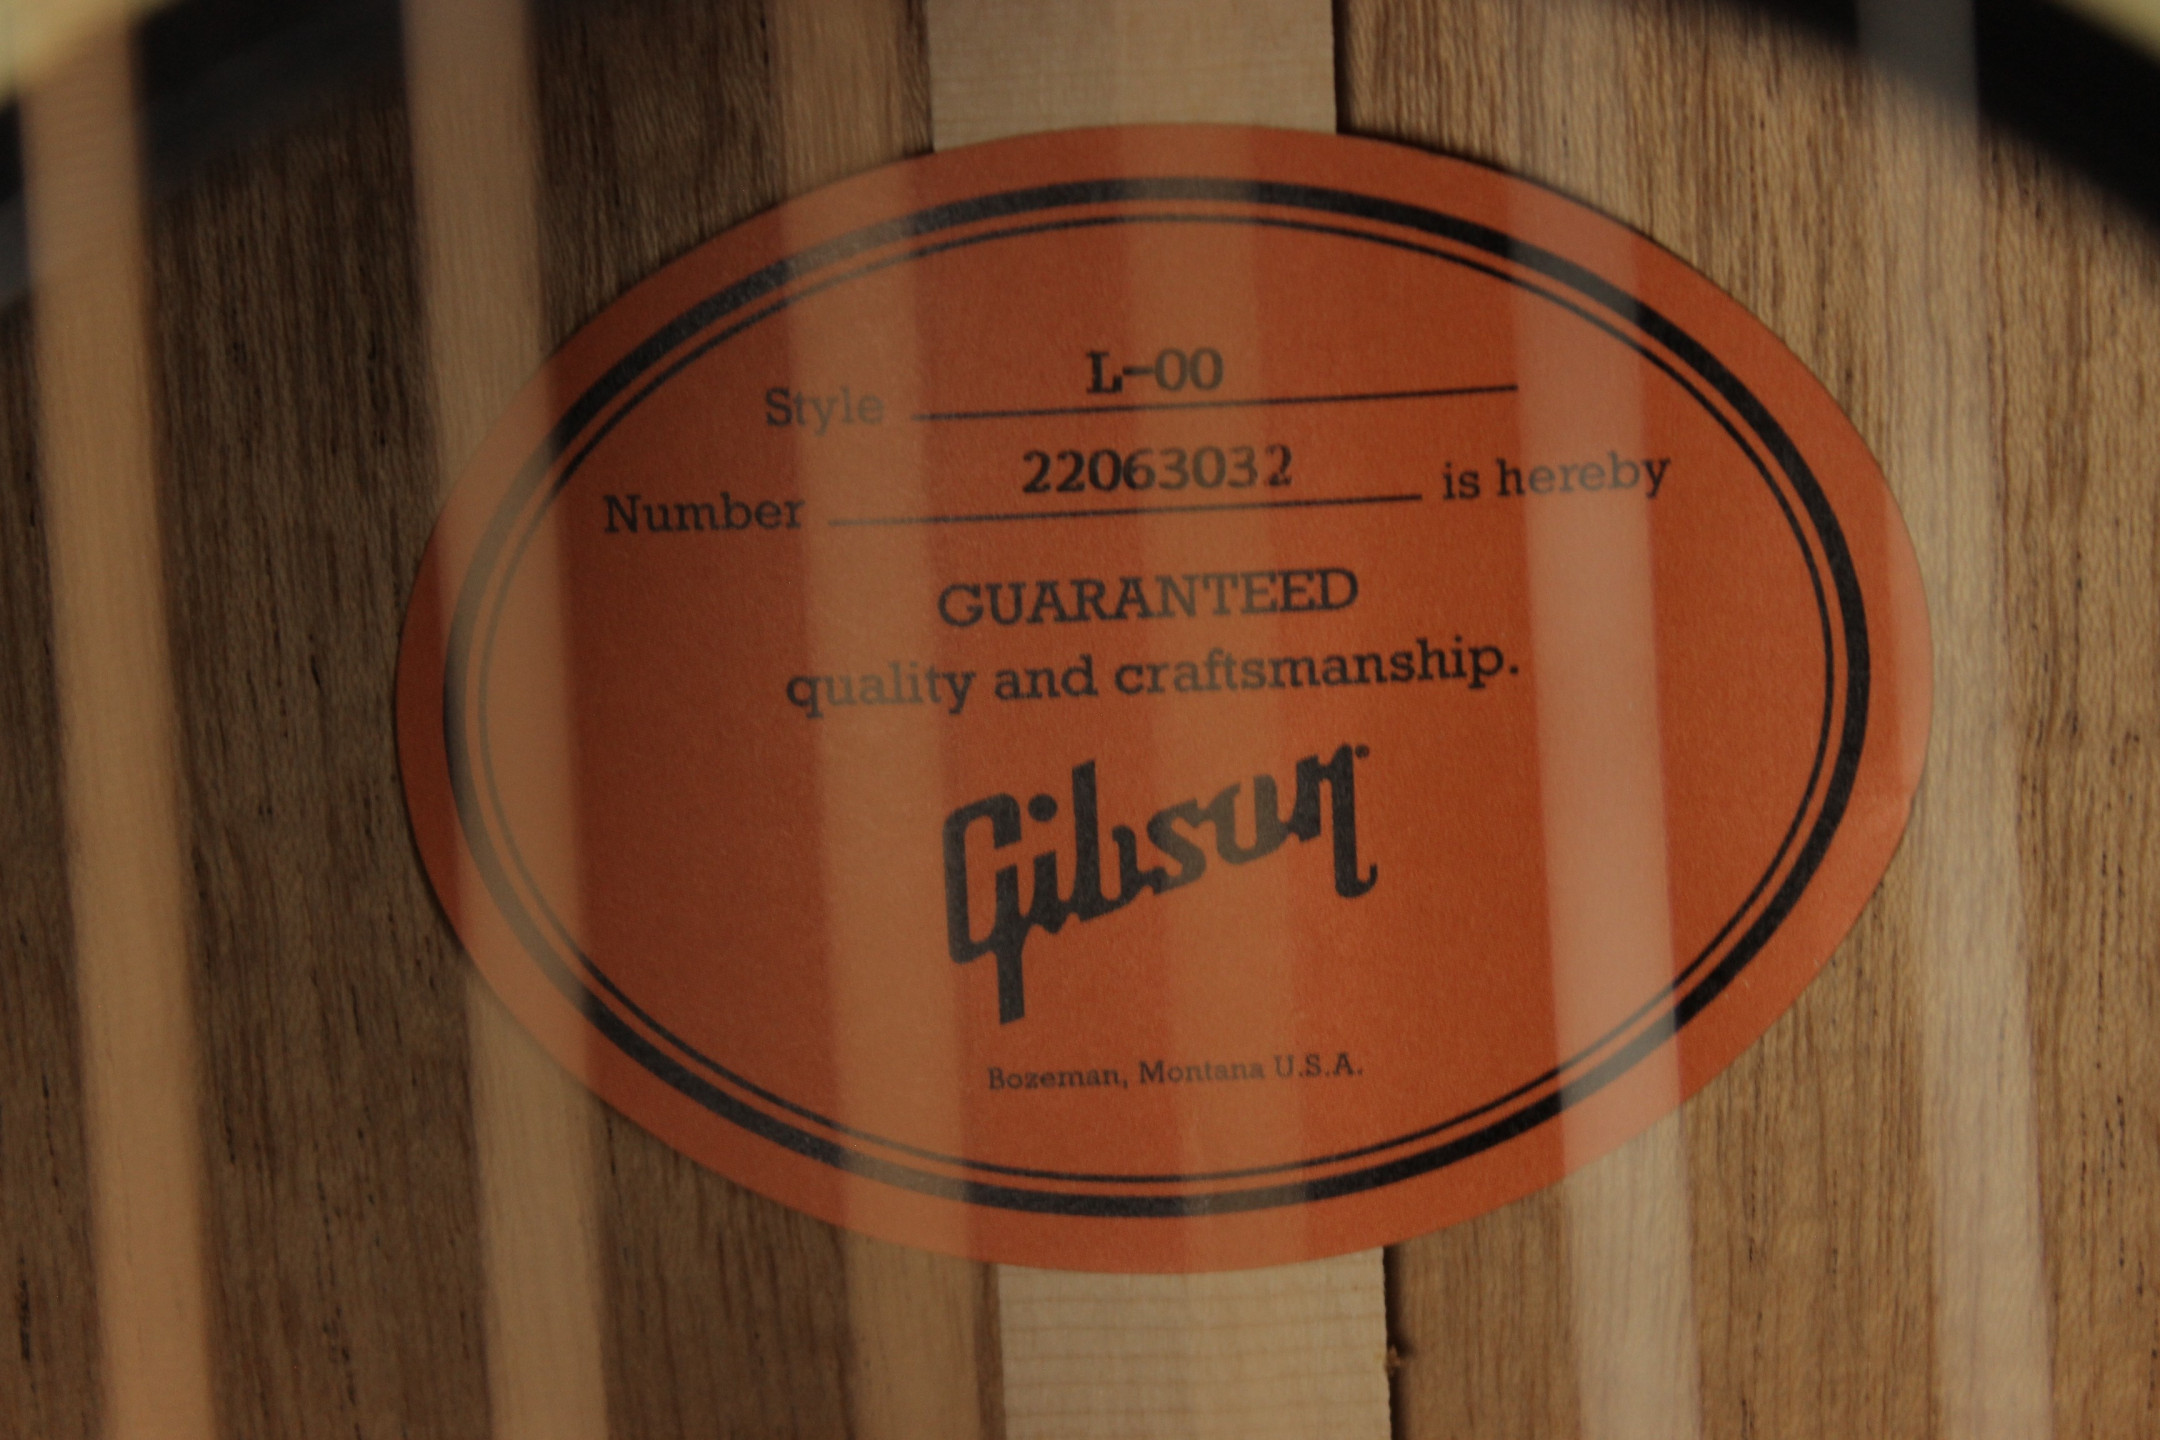 Style L-00
Number 22063032 is hereby
GUARANTEED
quality and craftsmanship.
Gibson
Bozeman, Montana U.S.A.